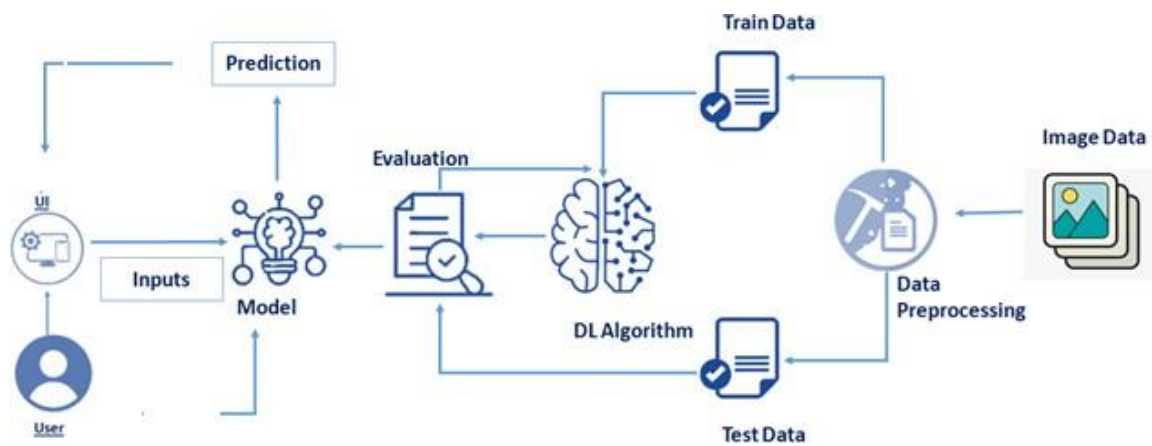 Train Data
Prediction
Image Data
Evaluation
UI
Inputs
Model
Data
Preprocessing
DL Algorithm
User
Test Data